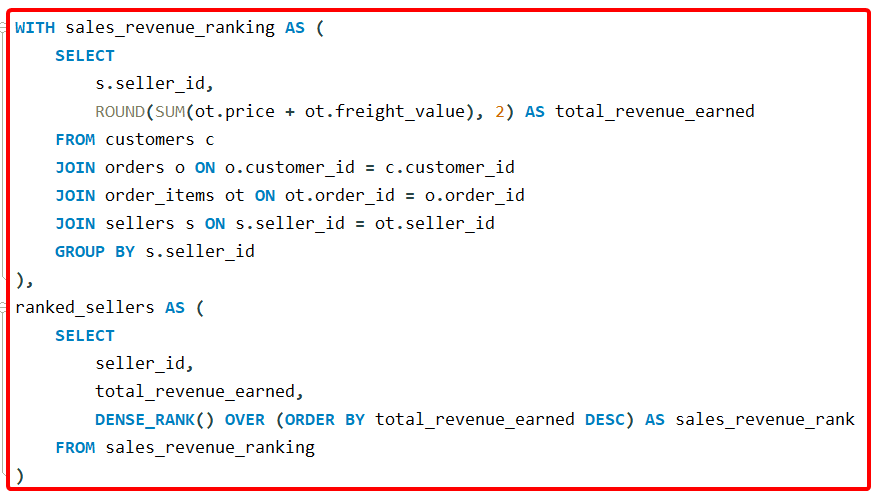 WITH sales_revenue_ranking AS (
    SELECT
        s.seller_id,
        ROUND(SUM(ot.price + ot.freight_value), 2) AS total_revenue_earned
    FROM customers c
    JOIN orders o ON o.customer_id = c.customer_id
    JOIN order_items ot ON ot.order_id = o.order_id
    JOIN sellers s ON s.seller_id = ot.seller_id
    GROUP BY s.seller_id
),
ranked_sellers AS (
    SELECT
        seller_id,
        total_revenue_earned,
        DENSE_RANK() OVER (ORDER BY total_revenue_earned DESC) AS sales_revenue_rank
    FROM sales_revenue_ranking
)